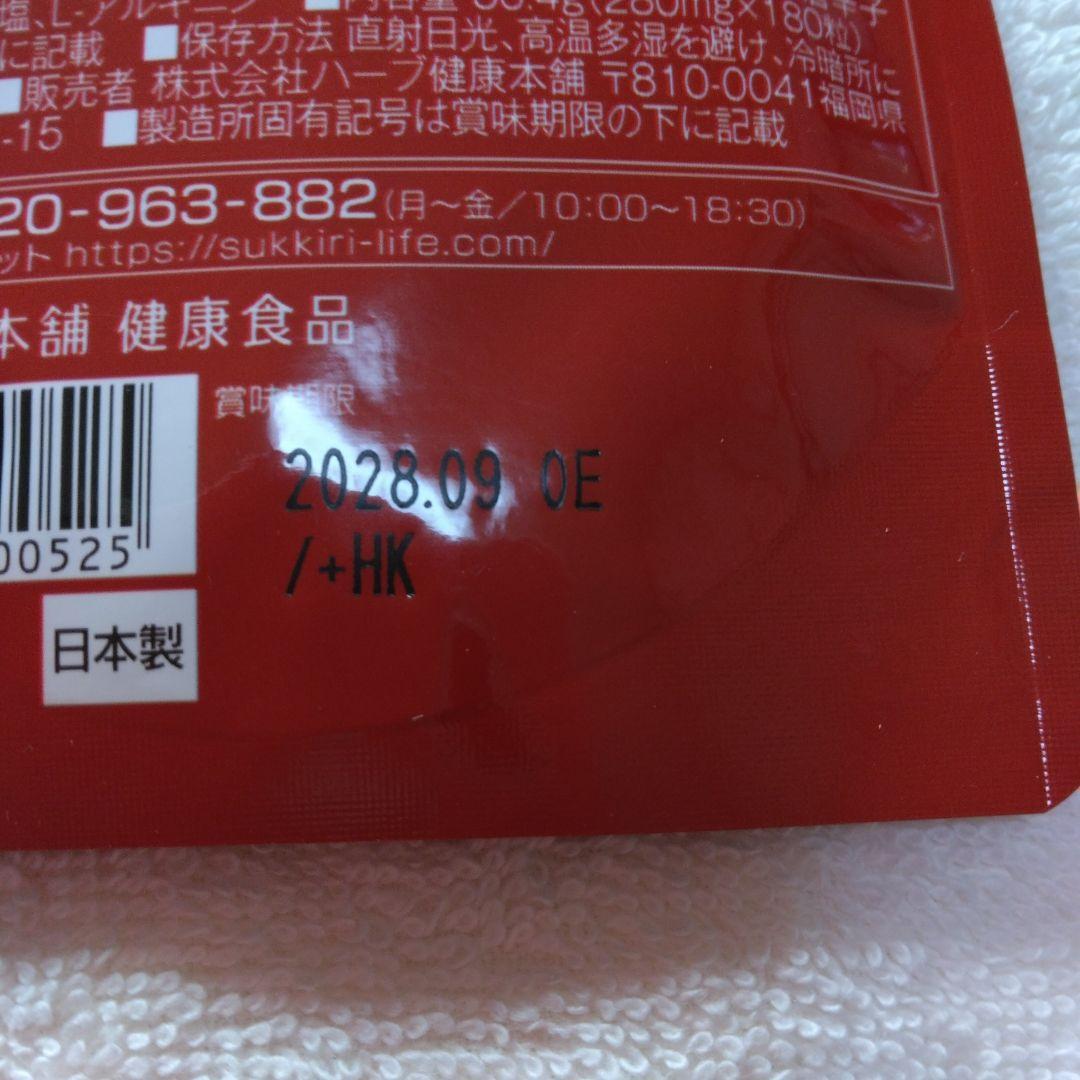 塩、L-アルギニン ■内容量 50.4g(280mg×180粒)
に記載 ■保存方法 直射日光、高温多湿を避け、冷暗所に
■販売者 株式会社ハーブ健康本舗 〒810-0041福岡県
-15 ■製造所固有記号は賞味期限の下に記載
20-963-882(月～金／10:00～18:30)
ット https://sukkiri-life.com/
本舗 健康食品
賞味期限
2028.09 0E
/+HK
00525
日本製